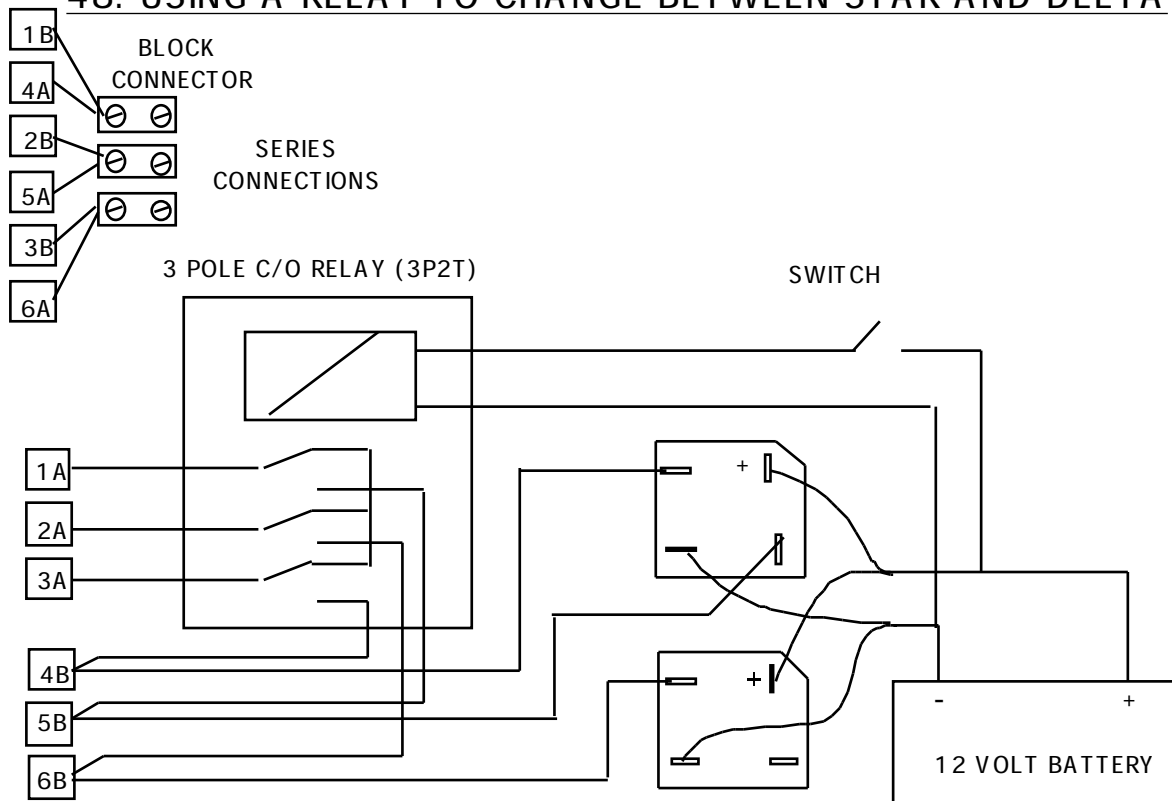 48. USING A RELAY TO CHANGE BETWEEN STAR AND DELTA
1B
BLOCK
CONNECTOR
4A
2B
SERIES
CONNECTIONS
5A
3B
6A
3 POLE C/O RELAY (3P2T)
SWITCH
1A
+
2A
3A
4B
+
5B
- +
6B
12 VOLT BATTERY